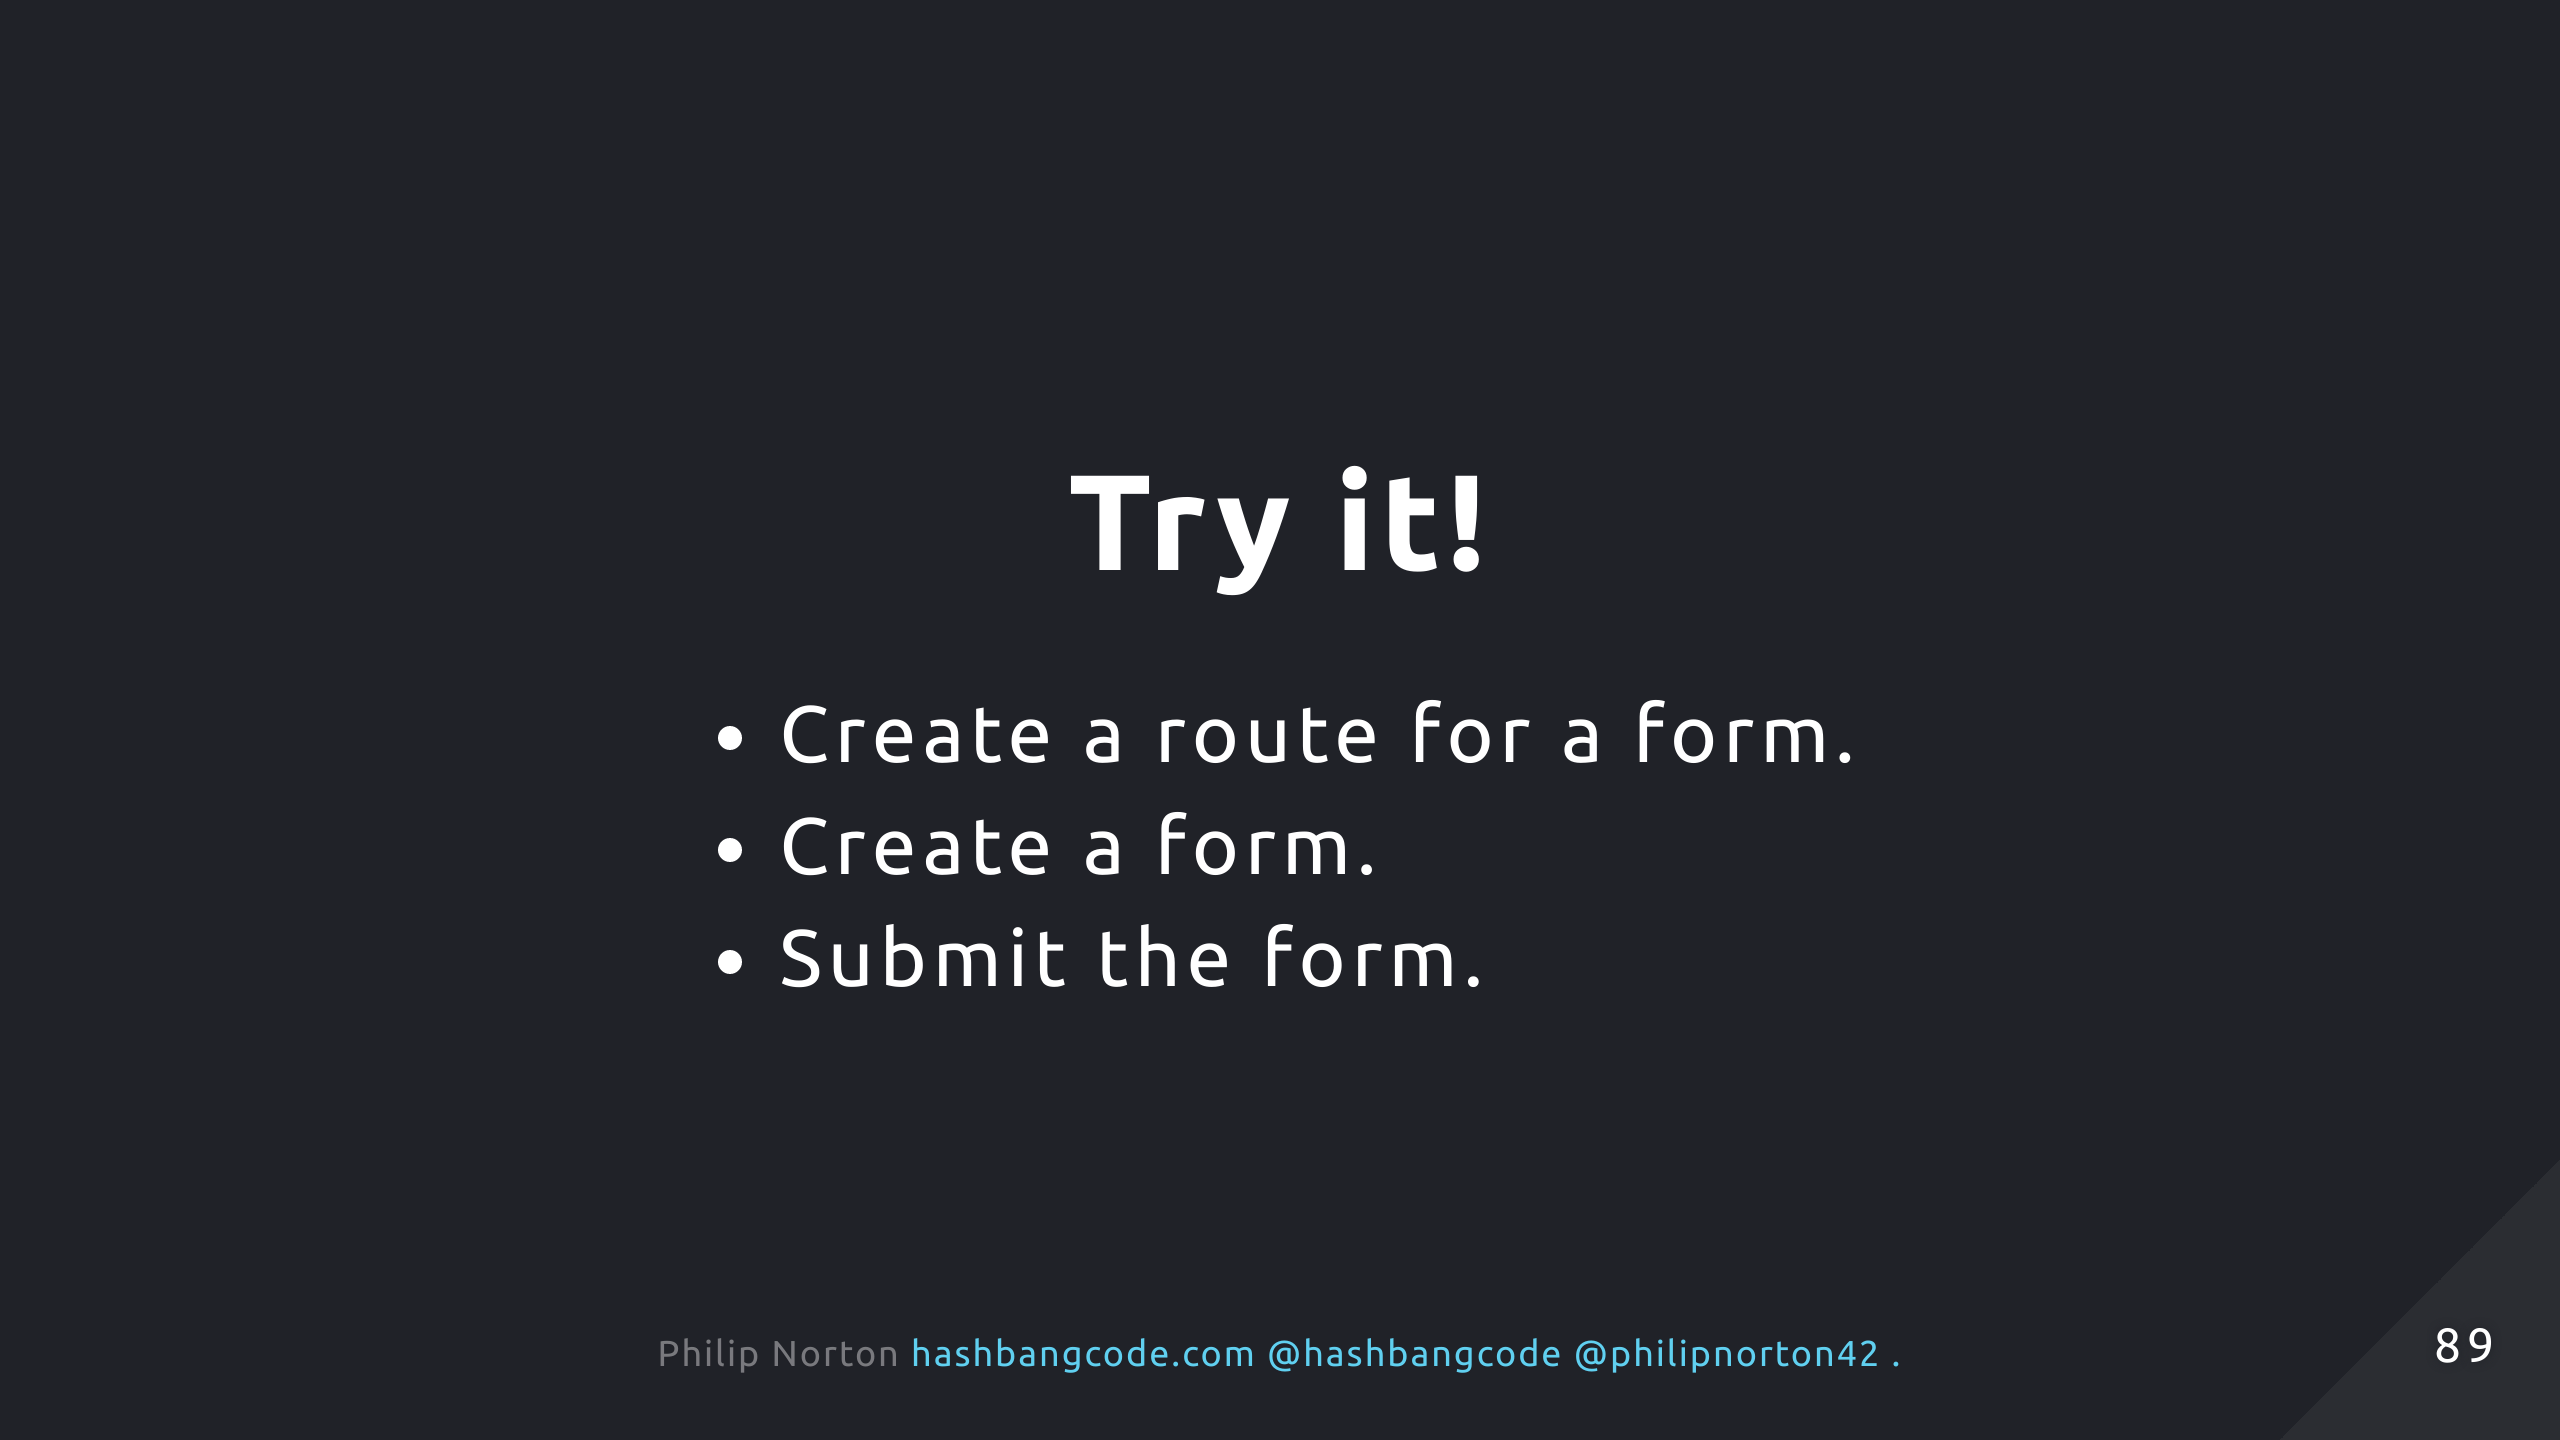 Try it!
• Create a route for a form.
• Create a form.
• Submit the form.
Philip Norton hashbangcode.com @hashbangcode @philipnorton42 .
89